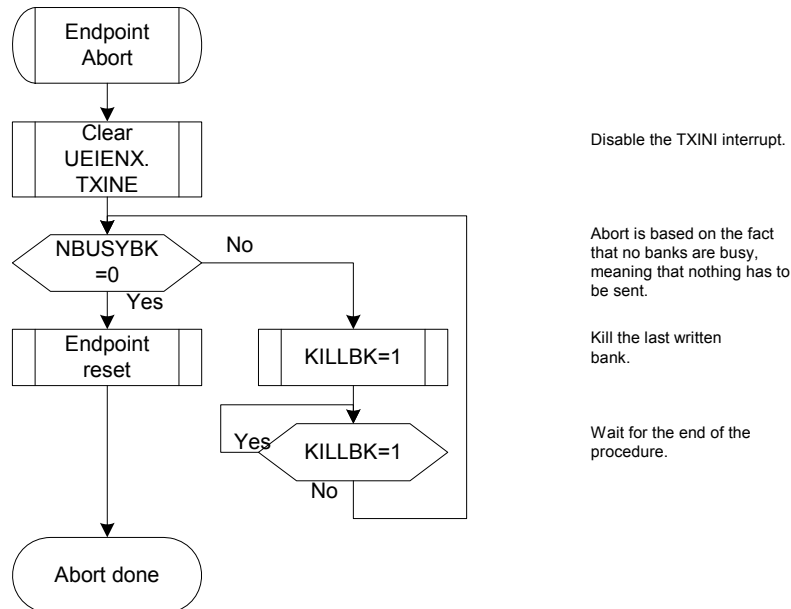 Endpoint
Abort
Clear
UEIENX.
TXINE
Disable the TXINI interrupt.
NBUSYBK
=0
No
Yes
Abort is based on the fact
that no banks are busy,
meaning that nothing has to
be sent.
Endpoint
reset
KILLBK=1
Kill the last written
bank.
Yes
KILLBK=1
No
Wait for the end of the
procedure.
Abort done